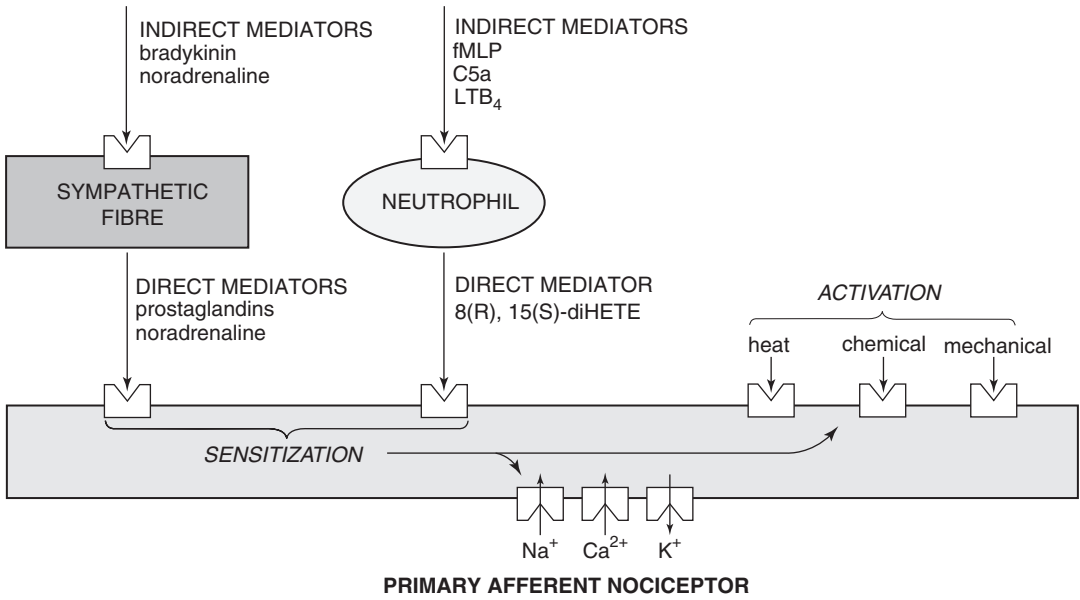 INDIRECT MEDIATORS
bradykinin
noradrenaline
INDIRECT MEDIATORS
fMLP
C5a
LTB₄
SYMPATHETIC
FIBRE
NEUTROPHIL
DIRECT MEDIATORS
prostaglandins
noradrenaline
DIRECT MEDIATOR
8(R), 15(S)-diHETE
ACTIVATION
heat chemical mechanical
SENSITIZATION
Na⁺ Ca²⁺ K⁺
PRIMARY AFFERENT NOCICEPTOR